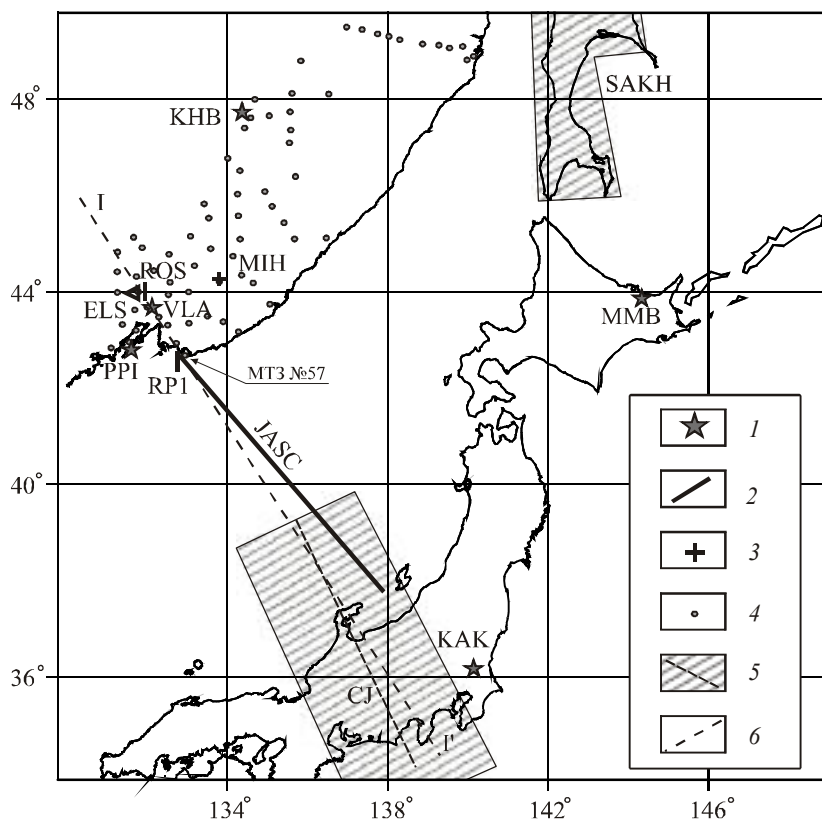 SAKH
48°
KHB
I
ROS
MIH
44°
ELS
VLA
MMB
PPI
RP1
МТЗ №57
JASC
1
2
40°
3
4
KAK
5
36°
CJ
I'
6
134°
138°
142°
146°